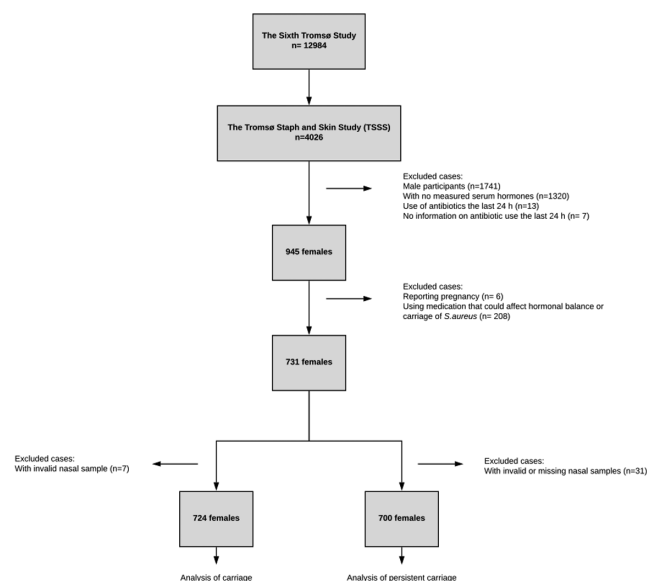 The Sixth Tromsø Study
n= 12984
The Tromsø Staph and Skin Study (TSSS)
n=4026
Excluded cases:
Male participants (n=1741)
With no measured serum hormones (n=1320)
Use of antibiotics the last 24 h (n=13)
No information on antibiotic use the last 24 h (n= 7)
945 females
Excluded cases:
Reporting pregnancy (n= 6)
Using medication that could affect hormonal balance or
carriage of S.aureus (n= 208)
731 females
Excluded cases:
With invalid nasal sample (n=7)
Excluded cases:
With invalid or missing nasal samples (n=31)
724 females
700 females
Analysis of carriage
Analysis of persistent carriage